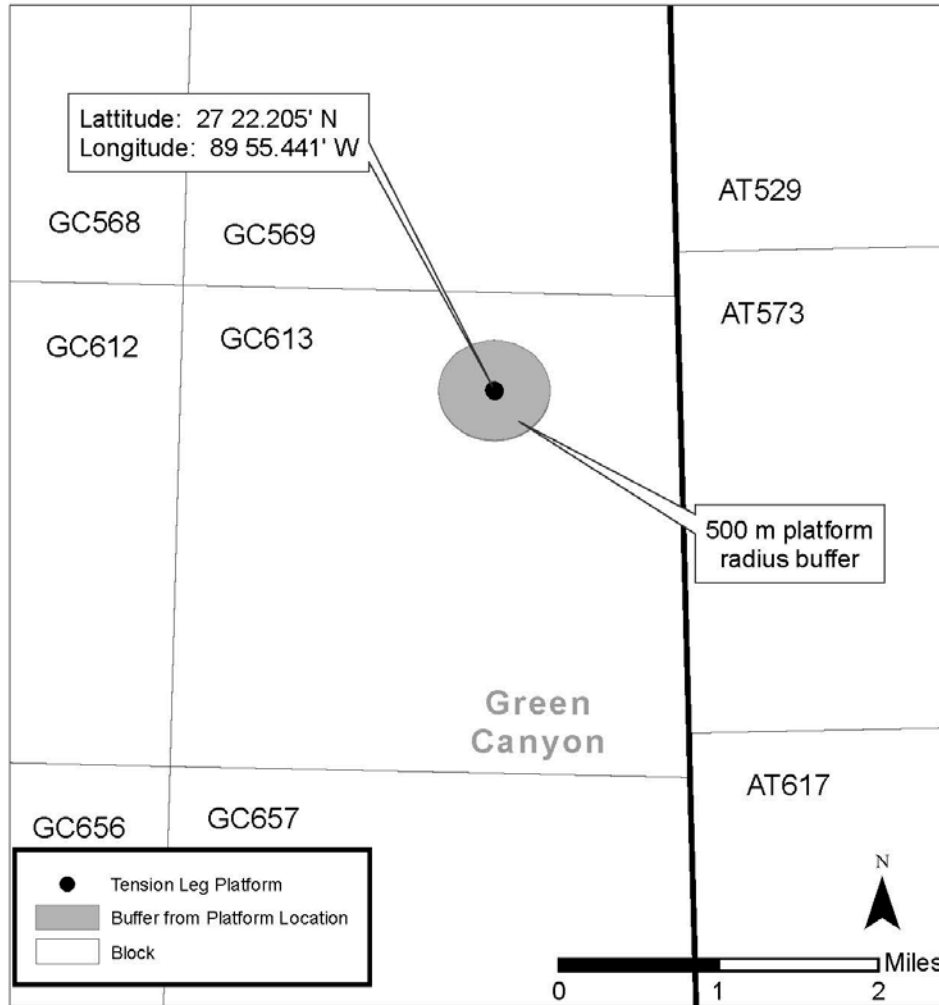 Lattitude:  27 22.205' N
Longitude:  89 55.441' W
AT529
GC568
GC569
AT573
GC612
GC613
500 m platform
radius buffer
Green
Canyon
AT617
GC656
GC657
Tension Leg Platform
Buffer from Platform Location
Block
N
Miles
0
1
2